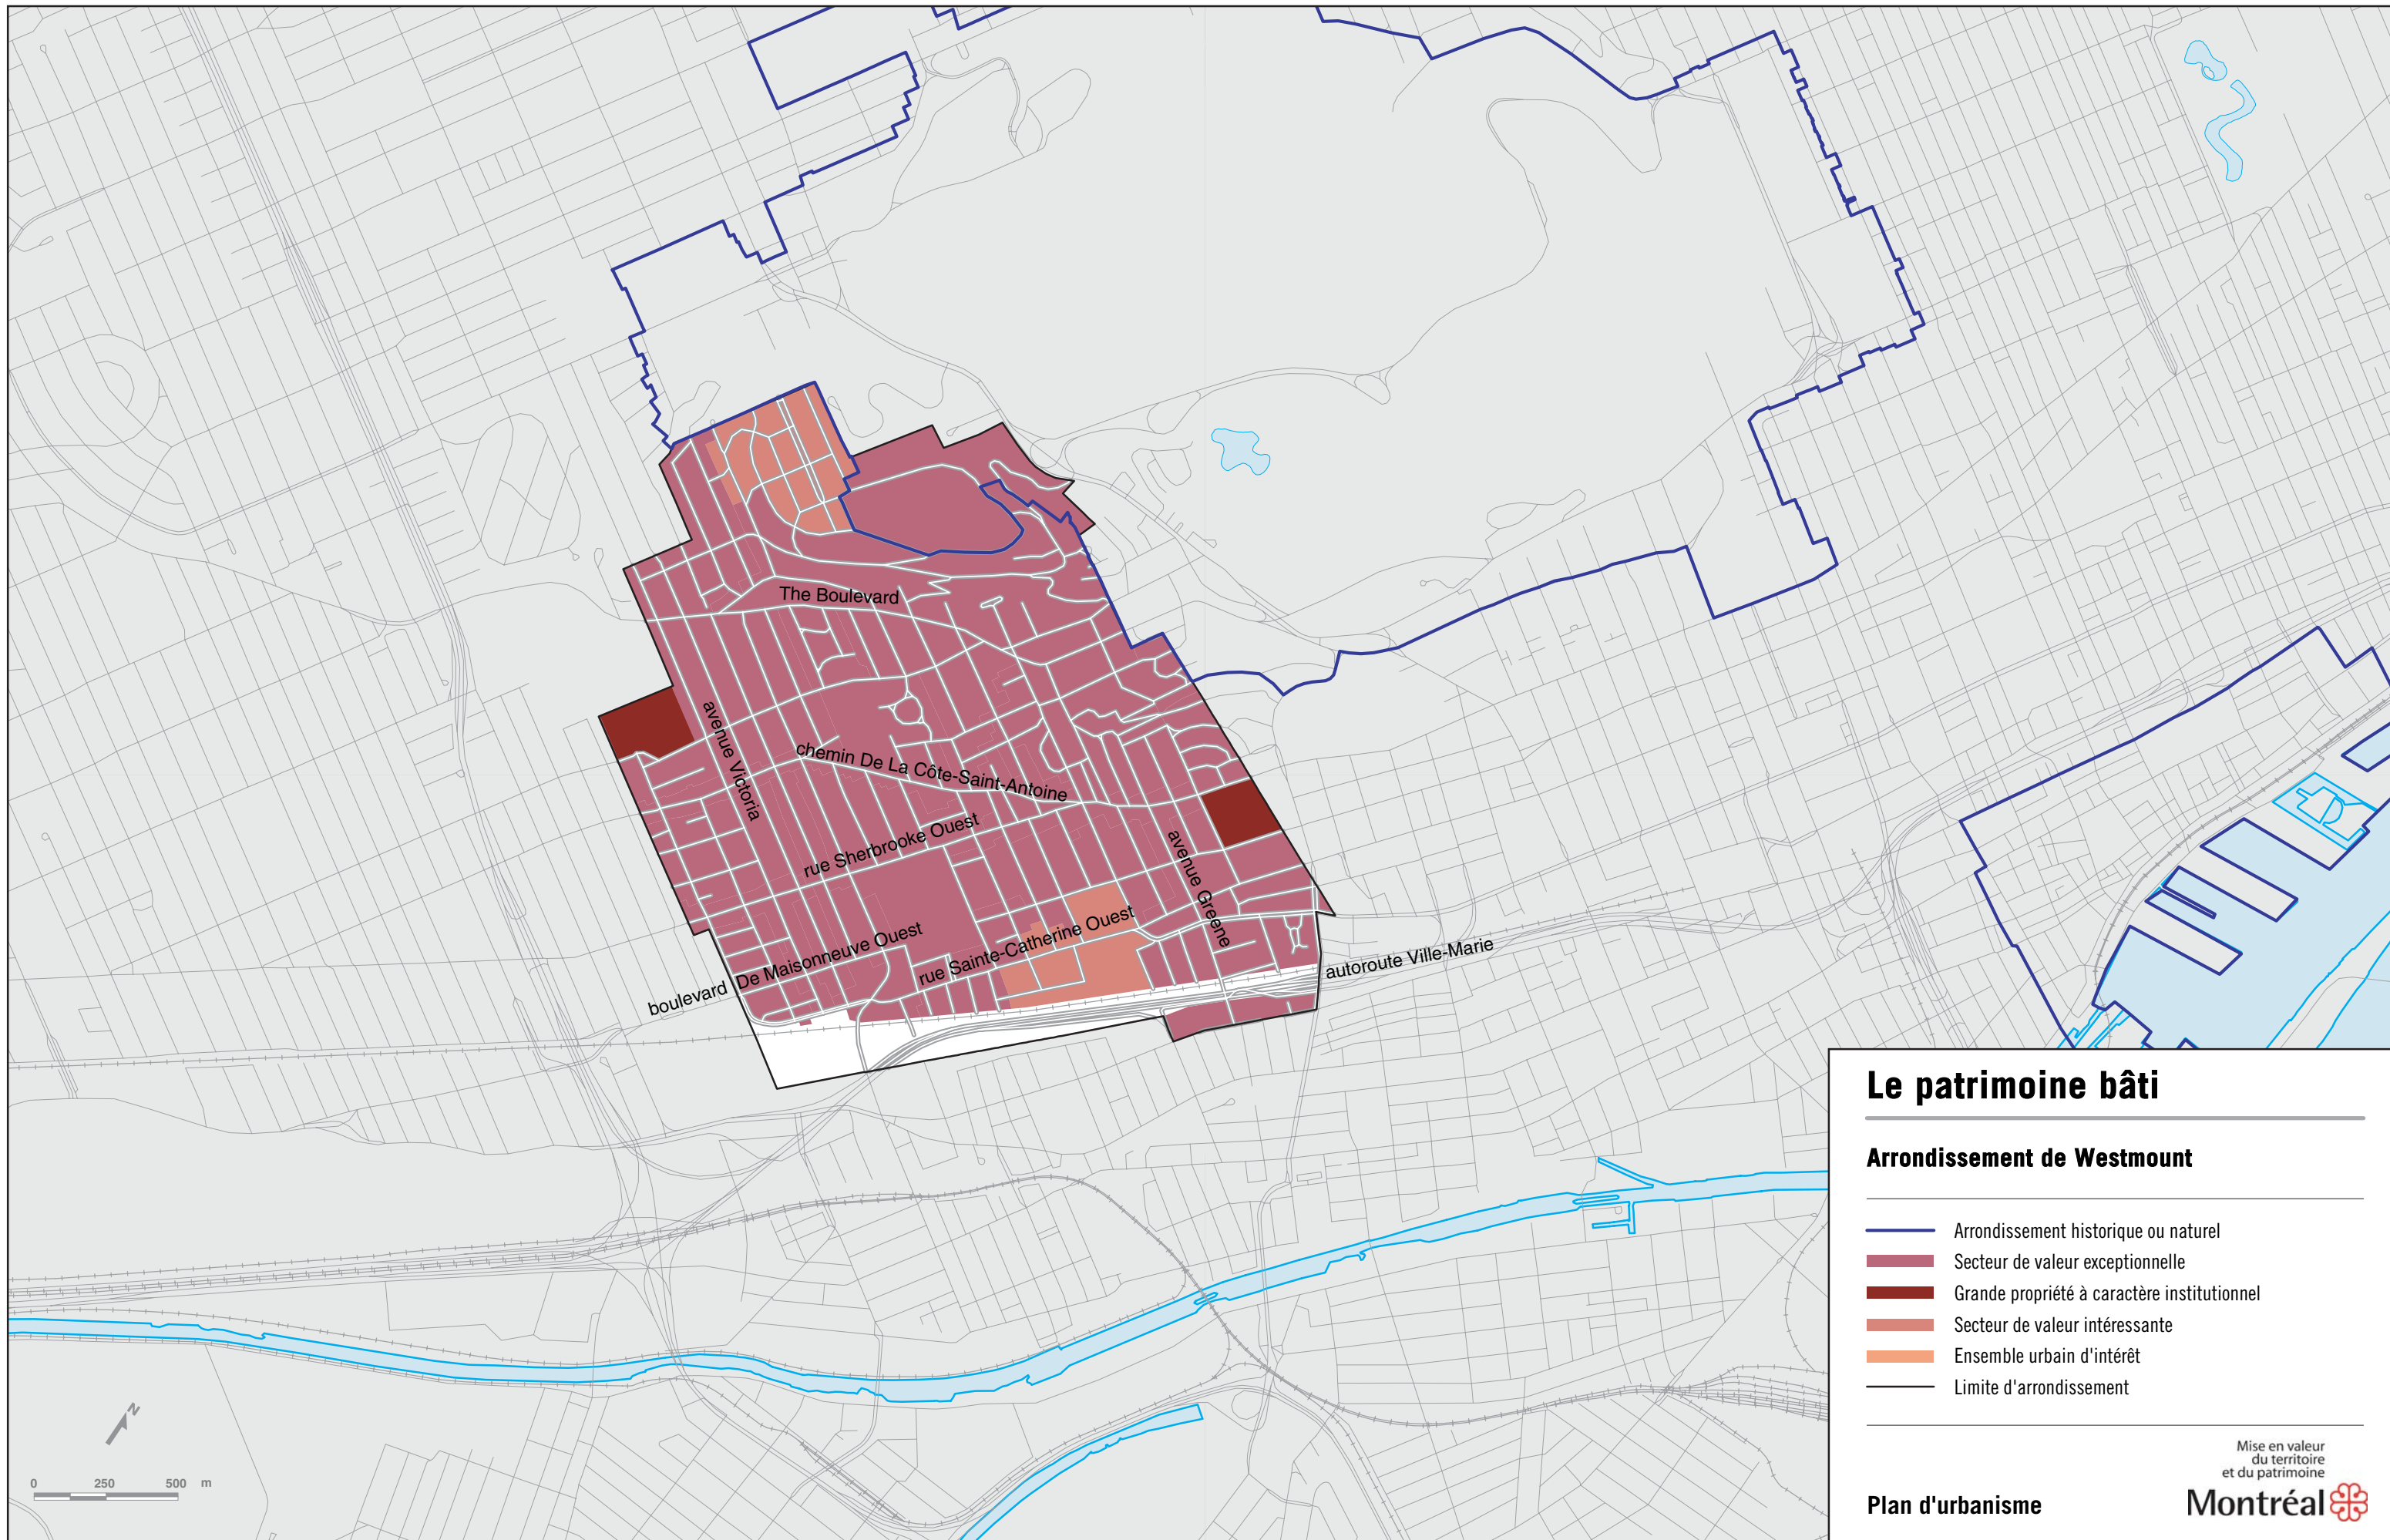 The Boulevard
avenue Victoria
chemin De La Côte-Saint-Antoine
rue Sherbrooke Ouest
avenue Greene
boulevard De Maisonneuve Ouest
rue Sainte-Catherine Ouest
autoroute Ville-Marie
N
0 250 500 m
Le patrimoine bâti
Arrondissement de Westmount
Arrondissement historique ou naturel
Secteur de valeur exceptionnelle
Grande propriété à caractère institutionnel
Secteur de valeur intéressante
Ensemble urbain d'intérêt
Limite d'arrondissement
Mise en valeur
du territoire
et du patrimoine
Plan d'urbanisme
Montréal